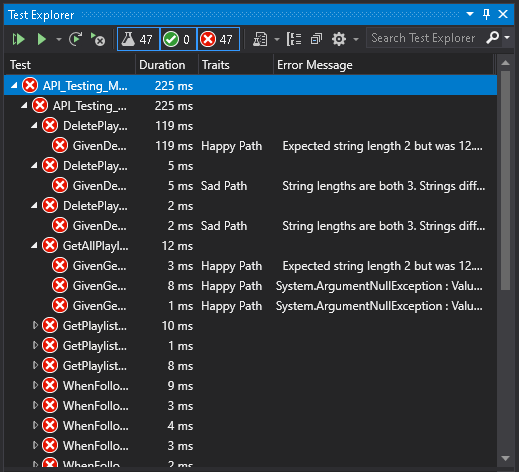 Test Explorer
47 0 47 Search Test Explorer
Test Duration Traits Error Message
API_Testing_M... 225 ms
API_Testing_... 225 ms
DeletePlay... 119 ms
GivenDe... 119 ms Happy Path Expected string length 2 but was 12....
DeletePlay... 5 ms
GivenDe... 5 ms Sad Path String lengths are both 3. Strings diff...
DeletePlay... 2 ms
GivenDe... 2 ms Sad Path String lengths are both 3. Strings diff...
GetAllPlayl... 12 ms
GivenGe... 3 ms Happy Path Expected string length 2 but was 12....
GivenGe... 8 ms Happy Path System.ArgumentNullException : Valu...
GivenGe... 1 ms Happy Path System.ArgumentNullException : Valu...
GetPlaylist... 10 ms
GetPlaylist... 1 ms
GetPlaylist... 8 ms
WhenFollo... 9 ms
WhenFollo... 3 ms
WhenFollo... 4 ms
WhenFollo... 3 ms
WhenFollo... 2 ms